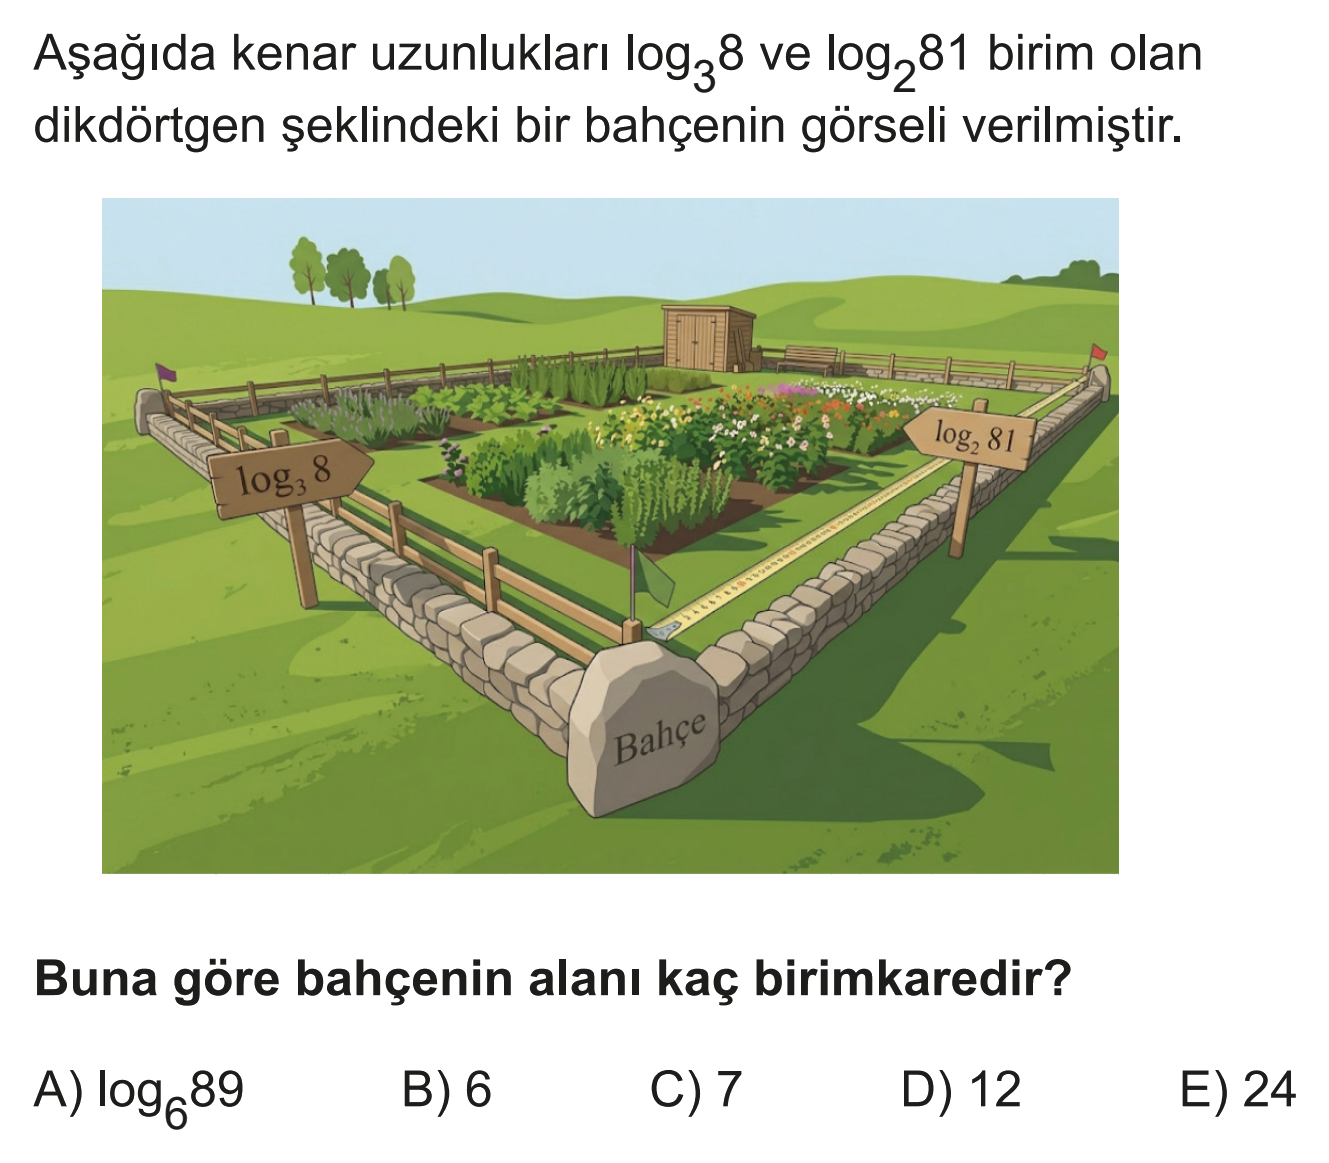 Aşağıda kenar uzunlukları log₃8 ve log₂81 birim olan
dikdörtgen şeklindeki bir bahçenin görseli verilmiştir.
log₃ 8
log₂ 81
Bahçe
Buna göre bahçenin alanı kaç birimkaredir?
A) log₆89 B) 6 C) 7 D) 12 E) 24